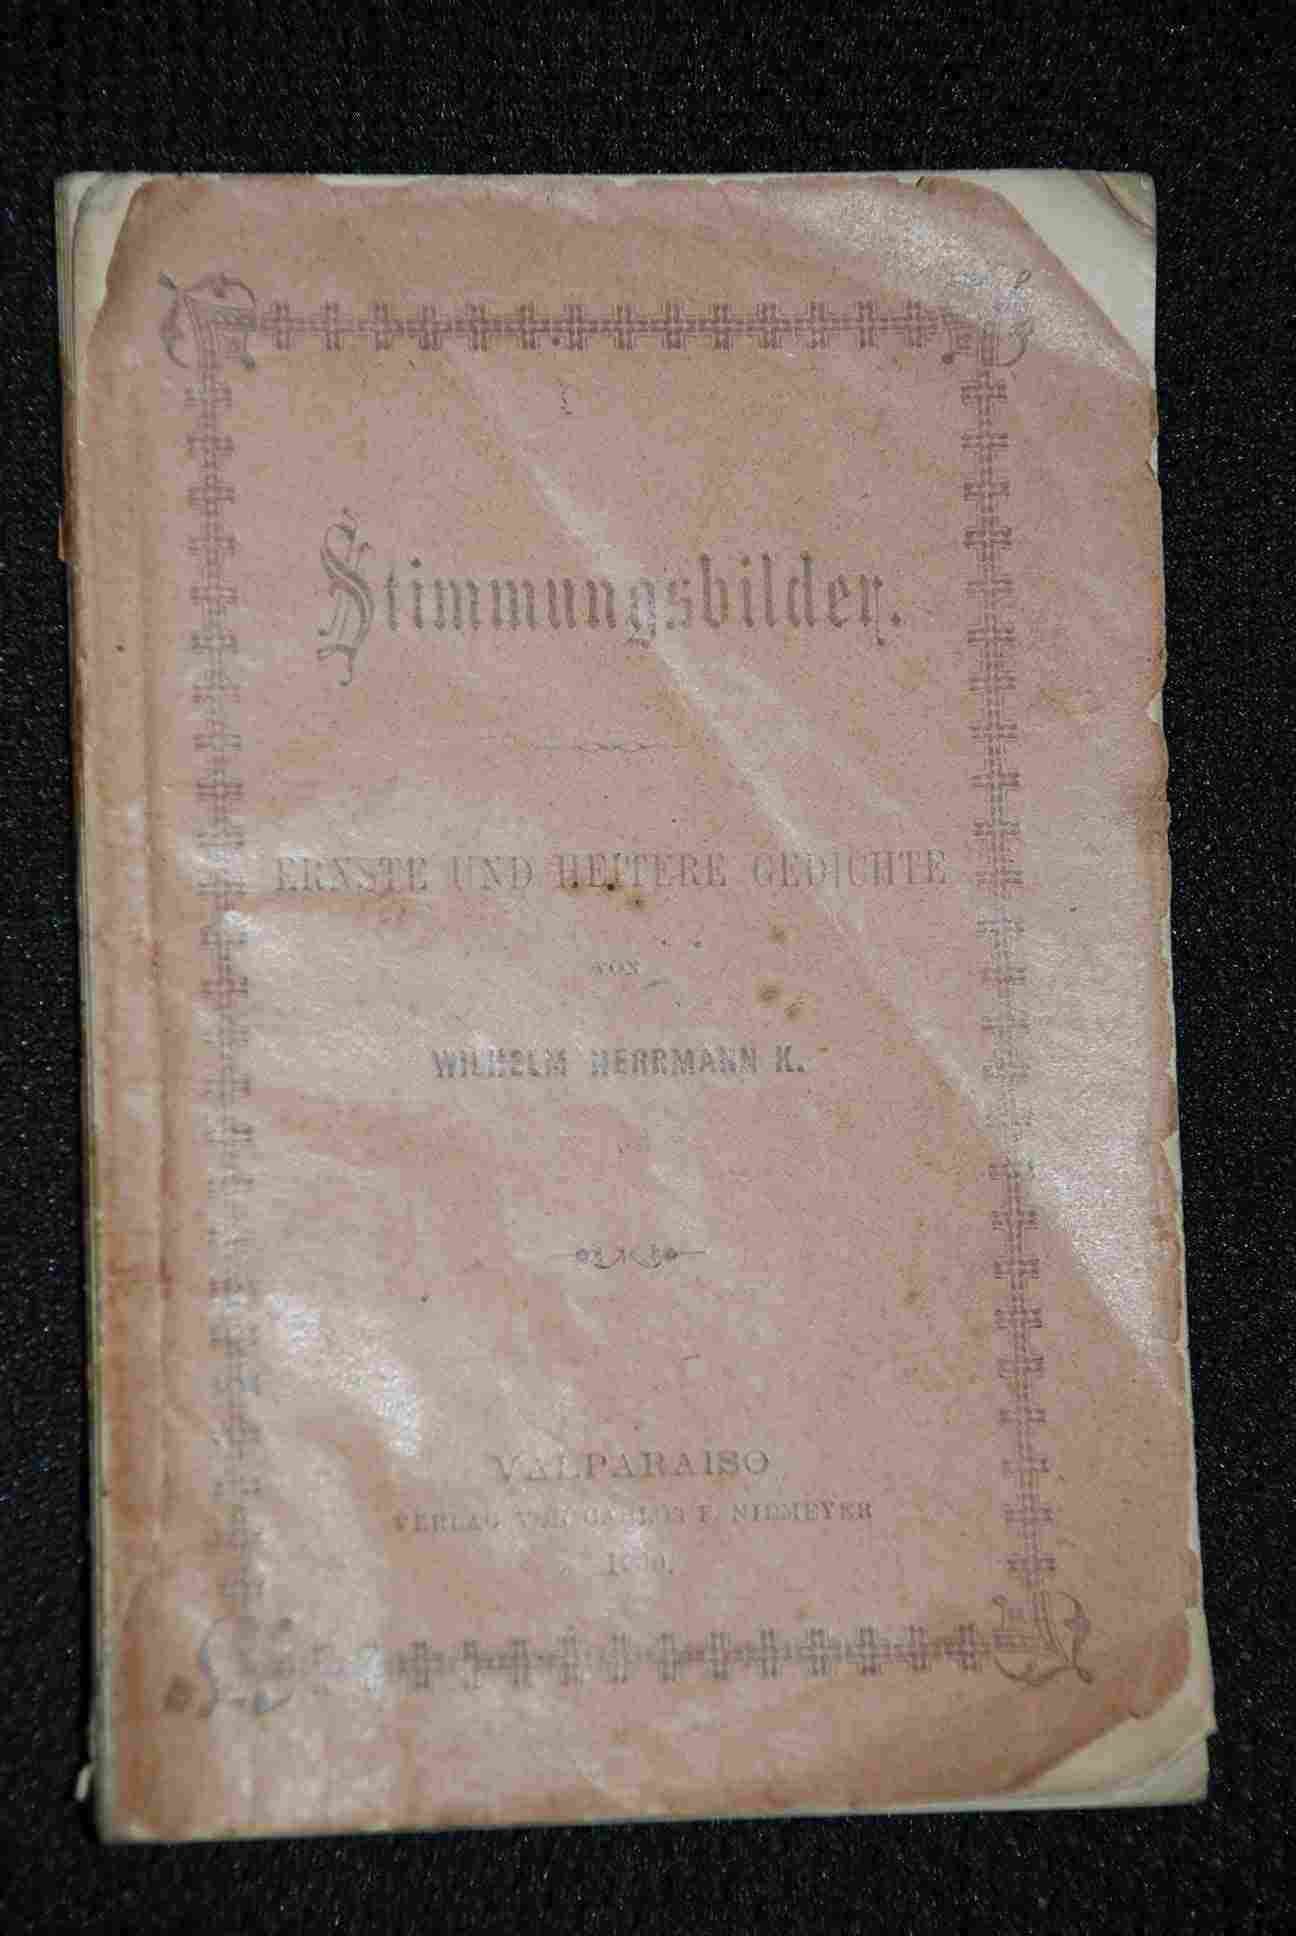 Stimmungsbilder.
ERNSTE UND HEITERE GEDICHTE
VON
WILHELM HERRMANN K.
VALPARAISO
VERLAG VON CARLOS F. NIEMEYER